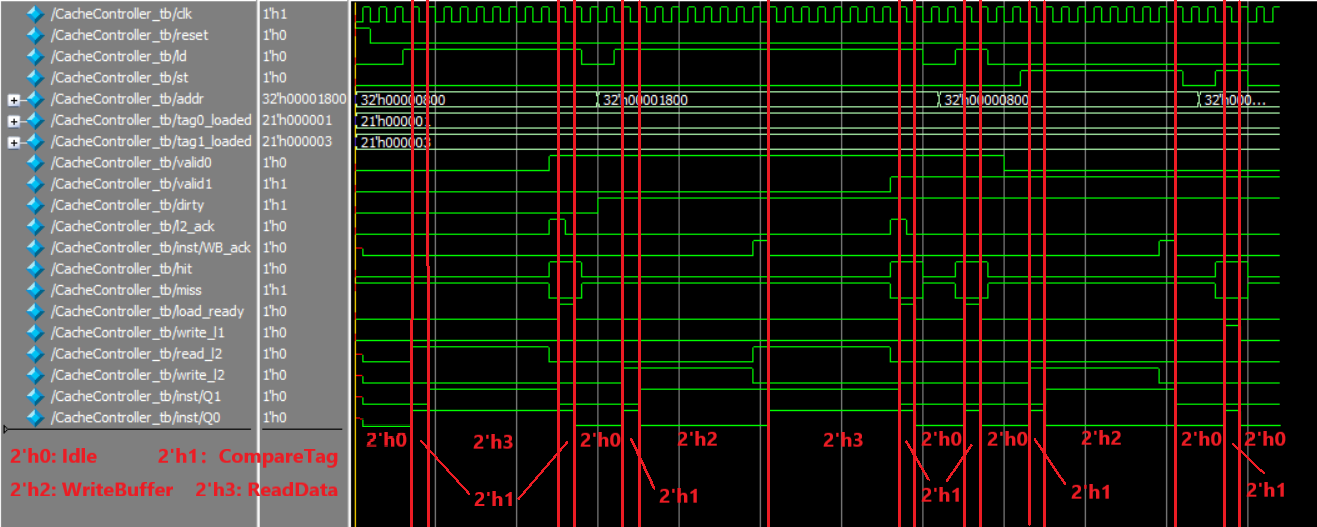 /CacheController_tb/clk 1'h1
/CacheController_tb/reset 1'h0
/CacheController_tb/ld 1'h0
/CacheController_tb/st 1'h0
/CacheController_tb/addr 32'h00001800 32'h00000800 32'h00001800 32'h00000800 32'h000...
/CacheController_tb/tag0_loaded 21'h000001 21'h000001
/CacheController_tb/tag1_loaded 21'h000003 21'h000003
/CacheController_tb/valid0 1'h0
/CacheController_tb/valid1 1'h1
/CacheController_tb/dirty 1'h1
/CacheController_tb/l2_ack 1'h0
/CacheController_tb/inst/WB_ack 1'h0
/CacheController_tb/hit 1'h0
/CacheController_tb/miss 1'h1
/CacheController_tb/load_ready 1'h0
/CacheController_tb/write_l1 1'h0
/CacheController_tb/read_l2 1'h0
/CacheController_tb/write_l2 1'h0
/CacheController_tb/inst/Q1 1'h0
/CacheController_tb/inst/Q0 1'h0
2'h0 2'h3 2'h0 2'h2 2'h3 2'h0 2'h0 2'h2 2'h0 2'h0
2'h0: Idle 2'h1: CompareTag
2'h2: WriteBuffer 2'h3: ReadData
2'h1 2'h1 2'h1 2'h1 2'h1